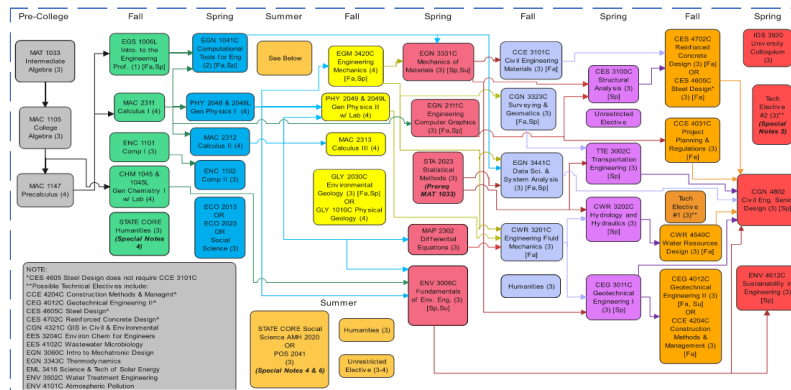 Pre-College
Fall
Spring
Summer
Fall
Spring
Fall
Spring
Fall
Spring
MAT 1033
Intermediate
Algebra (3)
MAC 1105
College
Algebra (3)
MAC 1147
Precalculus (4)
EGS 1006L
Intro. to the
Engineering
Prof. (1) [Fa,Sp]
MAC 2311
Calculus I (4)
ENC 1101
Comp I (3)
CHM 1045 &
1045L
Gen Chemistry I
w/ Lab (4)
STATE CORE
Humanities (3)
(Special Notes
4)
EGN 1041C
Computational
Tools for Eng
(2) [Fa,Sp]
PHY 2048 & 2048L
Gen Physics I (4)
MAC 2312
Calculus II (4)
ENC 1102
Comp II (3)
ECO 2013
OR
ECO 2023
OR
Social
Science (3)
See Below
EGM 3420C
Engineering
Mechanics (4)
[Fa,Sp]
PHY 2049 & 2049L
Gen Physics II
w/ Lab (4)
MAC 2313
Calculus III (4)
GLY 2030C
Environmental
Geology (3) [Fa,Sp]
OR
GLY 1010C Physical
Geology (4)
EGN 3331C
Mechanics of
Materials (3) [Sp,Su]
EGN 2111C
Engineering
Computer Graphics
(3) [Fa,Sp]
STA 2023
Statistical
Methods (3)
(Prereq
MAT 1033)
MAP 2302
Differential
Equations (3)
ENV 3006C
Fundamentals
of Env. Eng. (3)
[Sp,Su]
CCE 3101C
Civil Engineering
Materials (3) [Fa]
CGN 3323C
Surveying &
Geomatics (3)
[Fa,Sp]
EGN 3441C
Data Sci. &
System Analysis (3)
[Fa,Sp]
CWR 3201C
Engineering Fluid
Mechanics (3)
[Fa]
Humanities (3)
CES 3100C
Structural
Analysis (3)
[Sp]
Unrestricted
Elective
TTE 3002C
Transportation
Engineering
(3) [Sp]
CWR 3202C
Hydrology and
Hydraulics (3)
[Sp]
CEG 3011C
Geotechnical
Engineering I
(3) [Sp]
CES 4702C
Reinforced
Concrete
Design (3) [Fa]
OR
CES 4605C
Steel Design^
(3) [Fa]
CCE 4031C
Project
Planning &
Regulations (3)
[Fa]
Tech
Elective
#1 (3)**
CWR 4540C
Water Resources
Design (3) [Fa]
CEG 4012C
Geotechnical
Engineering II (3)
[Fa, Su]
OR
CCE 4204C
Construction
Methods &
Management (3)
[Fa]
IDS 3920
University
Colloquium
(3)
Tech
Elective
#2 (3)**
(Special
Notes 5)
CGN 4802
Civil Eng. Senior
Design (3) [Sp]
ENV 4612C
Sustainability in
Engineering (3)
[Sp]
NOTE:
^CES 4605 Steel Design does not require CCE 3101C
**Possible Technical Electives include:
CCE 4204C Construction Methods & Managmt^
CEG 4012C Geotechnical Engineering II^
CES 4605C Steel Design^
CES 4702C Reinforced Concrete Design^
CGN 4321C GIS in Civil & Environmental
EES 3204C Environ Chem for Engineers
EES 4102C Wastewater Microbiology
EGN 3060C Intro to Mechatronic Design
EGN 3343C Thermodynamics
EML 3416 Science & Tech of Solar Energy
ENV 3502C Water Treatment Engineering
ENV 4101C Atmospheric Pollution
Summer
STATE CORE Social
Science AMH 2020
OR
PGS 2041
(3)
(Special Notes 4 & 6)
Humanities (3)
Unrestricted
Elective (3-4)